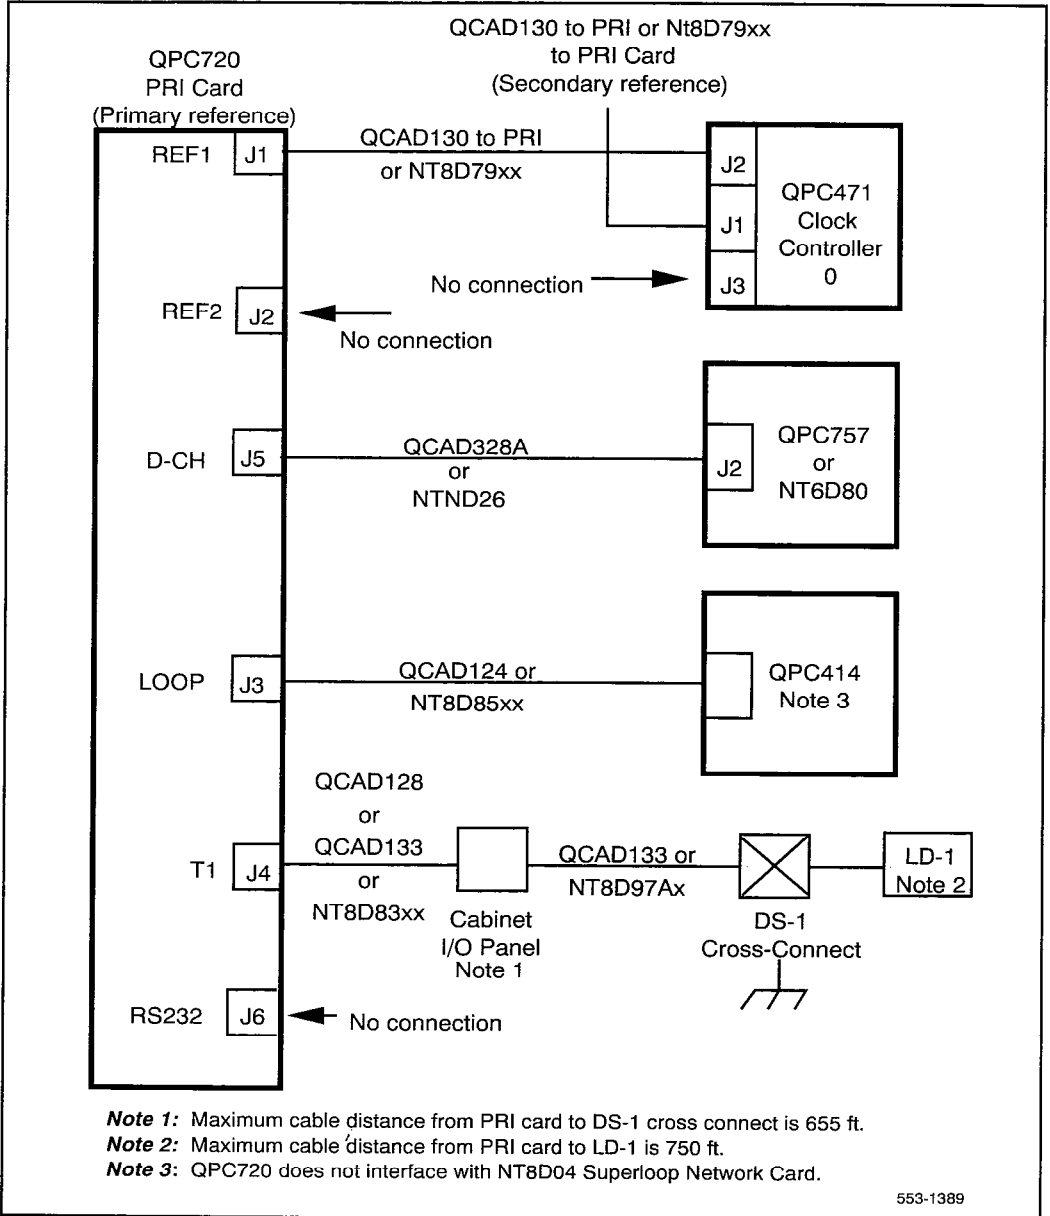 QCAD130 to PRI or Nt8D79xx
to PRI Card
(Secondary reference)
QPC720
PRI Card
(Primary reference)
REF1
J1
QCAD130 to PRI
or NT8D79xx
J2
J1
J3
QPC471
Clock
Controller
0
No connection
REF2
J2
No connection
D-CH
J5
QCAD328A
or
NTND26
J2
QPC757
or
NT6D80
LOOP
J3
QCAD124 or
NT8D85xx
QPC414
Note 3
T1
J4
QCAD128
or
QCAD133
or
NT8D83xx
Cabinet
I/O Panel
Note 1
QCAD133 or
NT8D97Ax
DS-1
Cross-Connect
LD-1
Note 2
RS232
J6
No connection
Note 1: Maximum cable distance from PRI card to DS-1 cross connect is 655 ft.
Note 2: Maximum cable distance from PRI card to LD-1 is 750 ft.
Note 3: QPC720 does not interface with NT8D04 Superloop Network Card.
553-1389